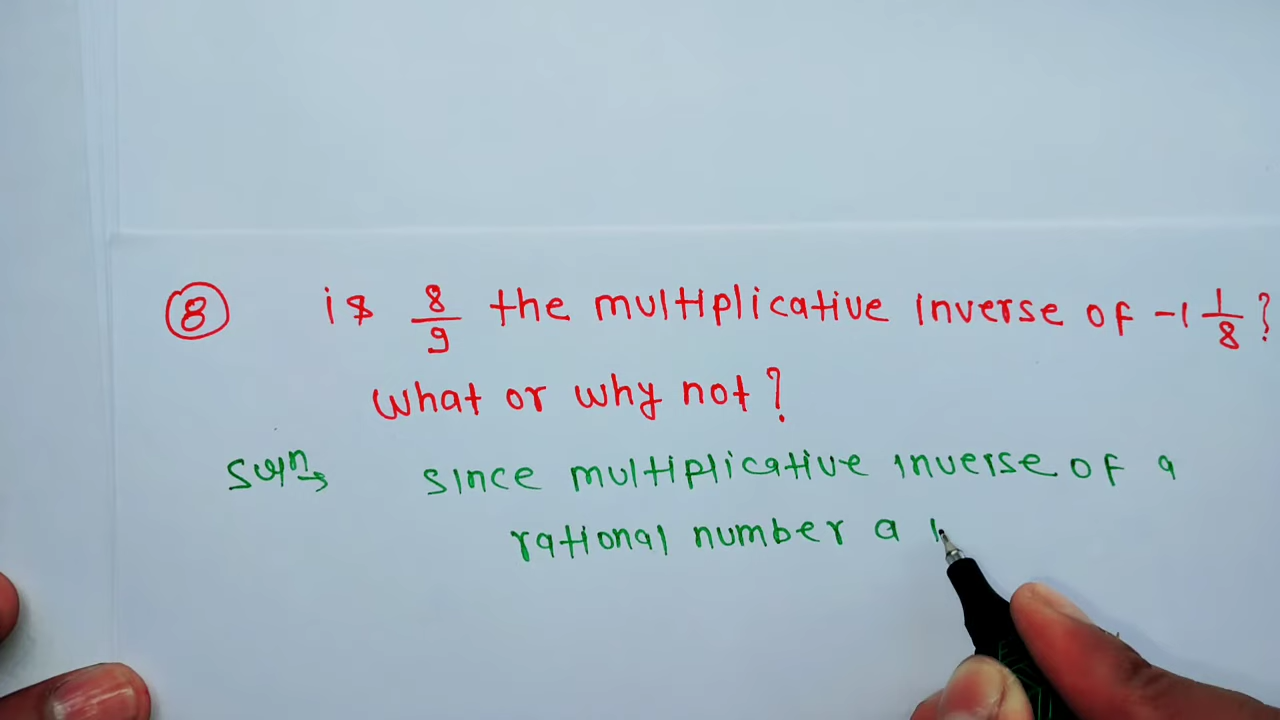 8 is 8/9 the multiplicative inverse of -1 1/8?
What or why not?
Soln→ since multiplicative inverse of a
rational number a